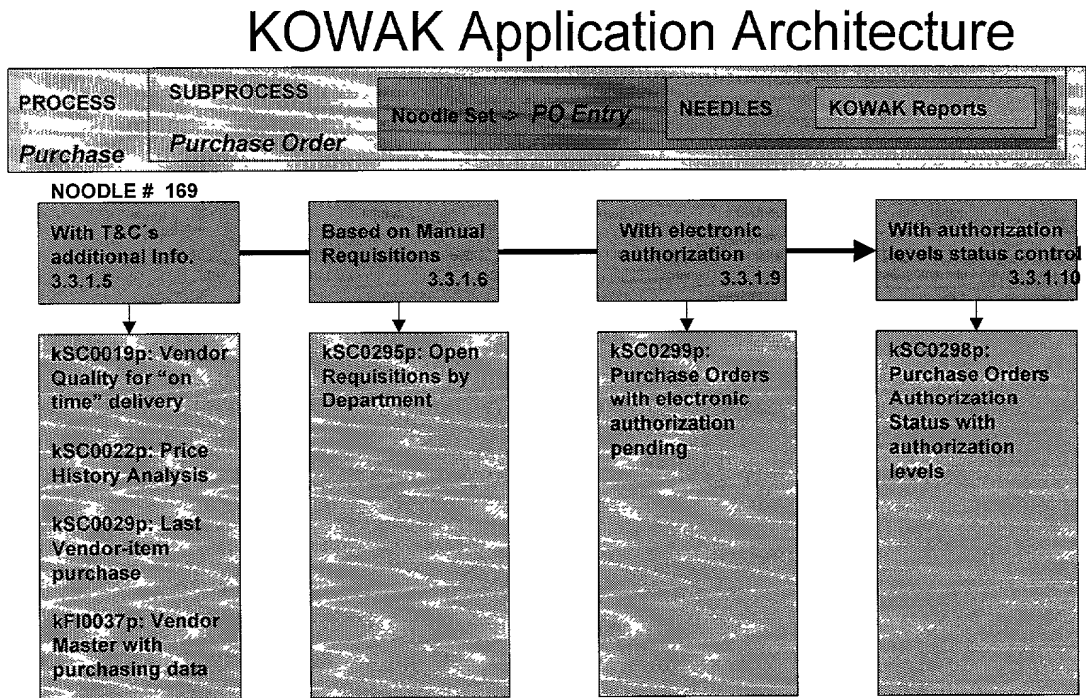 KOWAK Application Architecture
PROCESS
Purchase
SUBPROCESS
Purchase Order
Noodle Set -> PO Entry
NEEDLES
KOWAK Reports
NOODLE # 169
With T&C´s
additional Info.
3.3.1.5
Based on Manual
Requisitions
3.3.1.6
With electronic
authorization
3.3.1.9
With authorization
levels status control
3.3.1.10
kSC0019p: Vendor
Quality for “on
time” delivery
kSC0022p: Price
History Analysis
kSC0029p: Last
Vendor-item
purchase
kFI0037p: Vendor
Master with
purchasing data
kSC0295p: Open
Requisitions by
Department
kSC0299p:
Purchase Orders
with electronic
authorization
pending
kSC0298p:
Purchase Orders
Authorization
Status with
authorization
levels